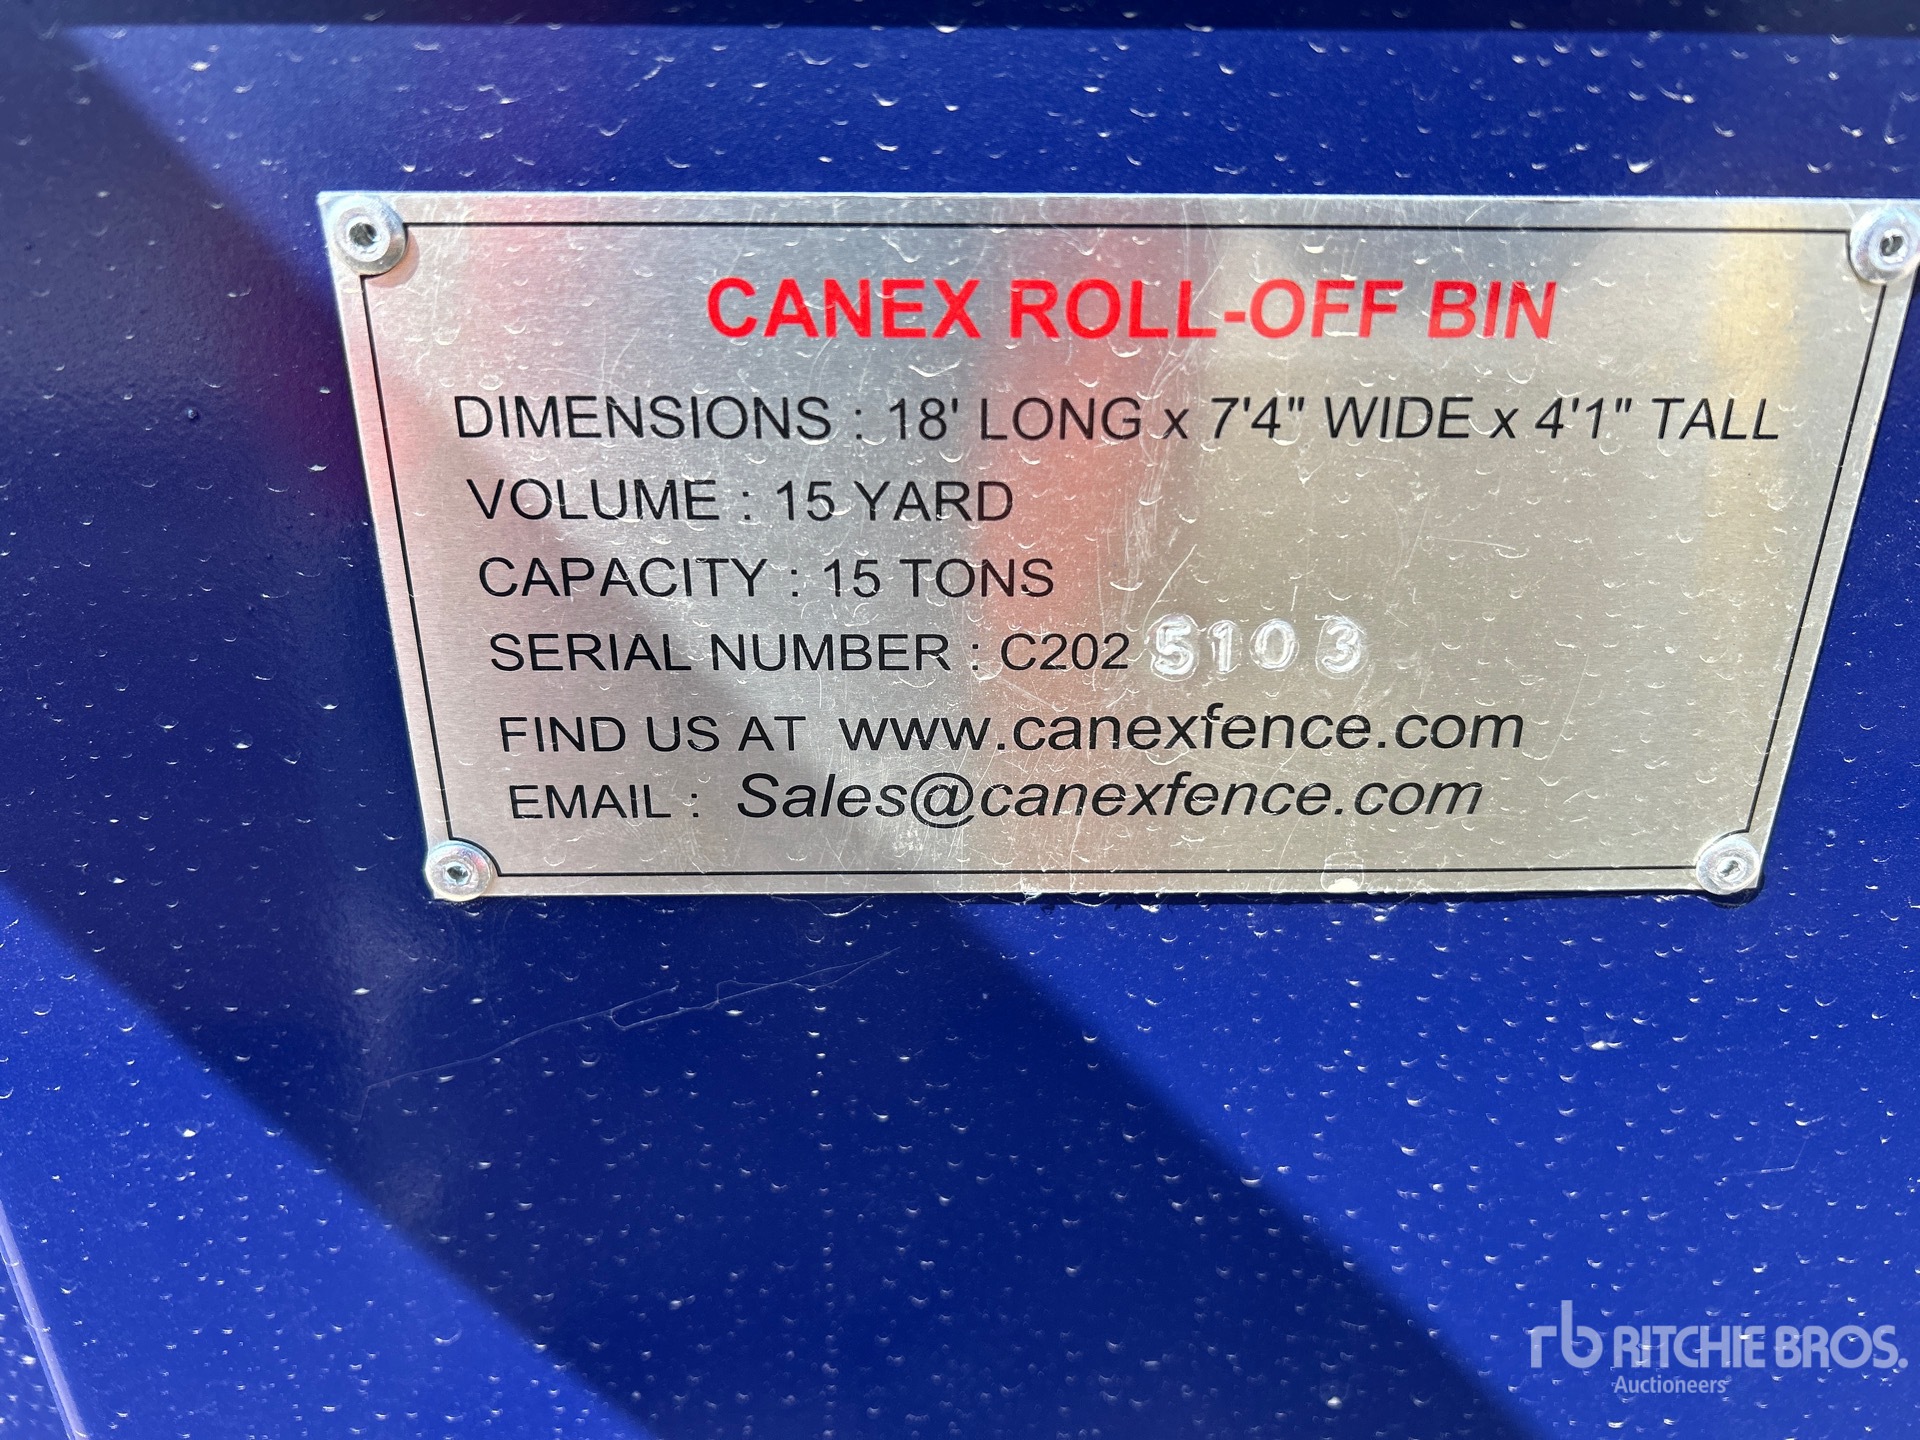 CANEX ROLL-OFF BIN
DIMENSIONS : 18' LONG x 7'4" WIDE x 4'1" TALL
VOLUME : 15 YARD
CAPACITY : 15 TONS
SERIAL NUMBER : C202 5103
FIND US AT www.canexfence.com
EMAIL : Sales@canexfence.com
rb RITCHIE BROS.
Auctioneers